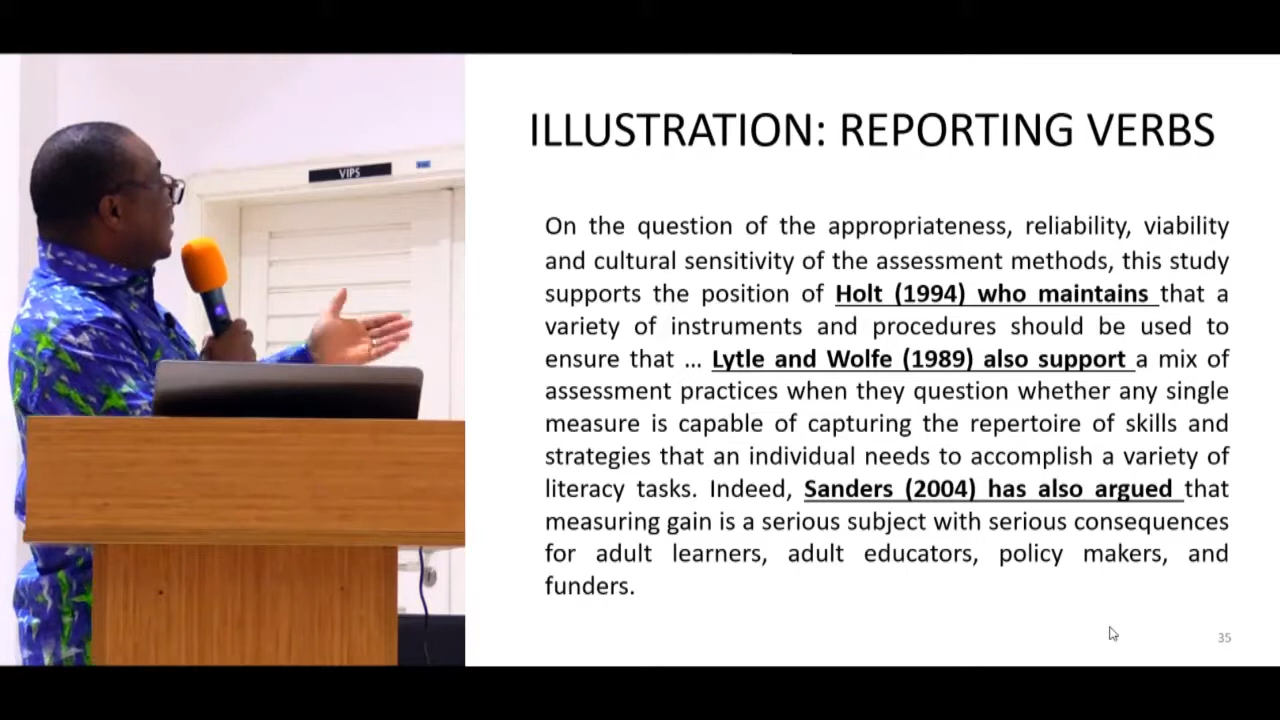 VIPS
ILLUSTRATION: REPORTING VERBS
On the question of the appropriateness, reliability, viability
and cultural sensitivity of the assessment methods, this study
supports the position of Holt (1994) who maintains that a
variety of instruments and procedures should be used to
ensure that ... Lytle and Wolfe (1989) also support a mix of
assessment practices when they question whether any single
measure is capable of capturing the repertoire of skills and
strategies that an individual needs to accomplish a variety of
literacy tasks. Indeed, Sanders (2004) has also argued that
measuring gain is a serious subject with serious consequences
for adult learners, adult educators, policy makers, and
funders.
35